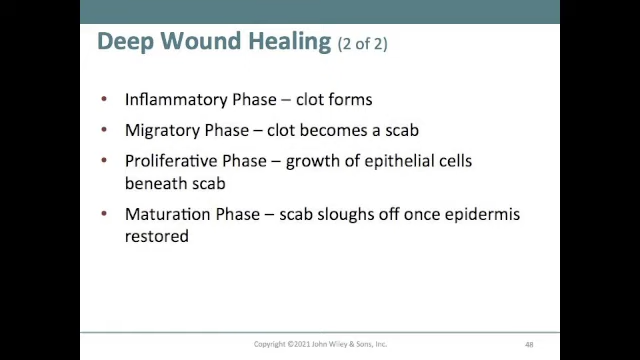 Deep Wound Healing (2 of 2)
• Inflammatory Phase – clot forms
• Migratory Phase – clot becomes a scab
• Proliferative Phase – growth of epithelial cells
beneath scab
• Maturation Phase – scab sloughs off once epidermis
restored
Copyright ©2021 John Wiley & Sons, Inc.
48